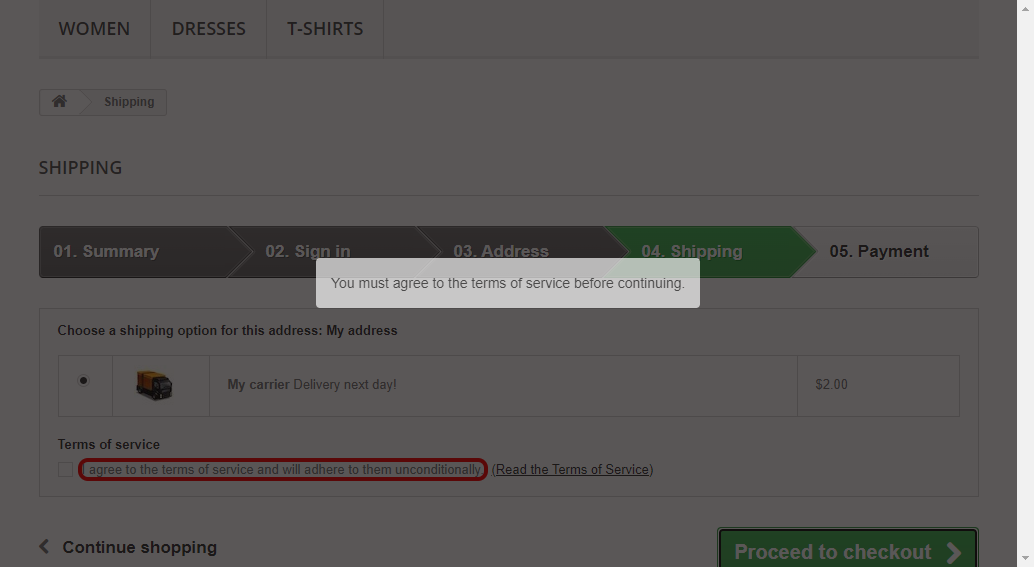 WOMEN DRESSES T-SHIRTS
Shipping
SHIPPING
01. Summary 02. Sign in 03. Address 04. Shipping 05. Payment
You must agree to the terms of service before continuing.
Choose a shipping option for this address: My address
My carrier Delivery next day! $2.00
Terms of service
I agree to the terms of service and will adhere to them unconditionally. (Read the Terms of Service)
Continue shopping Proceed to checkout